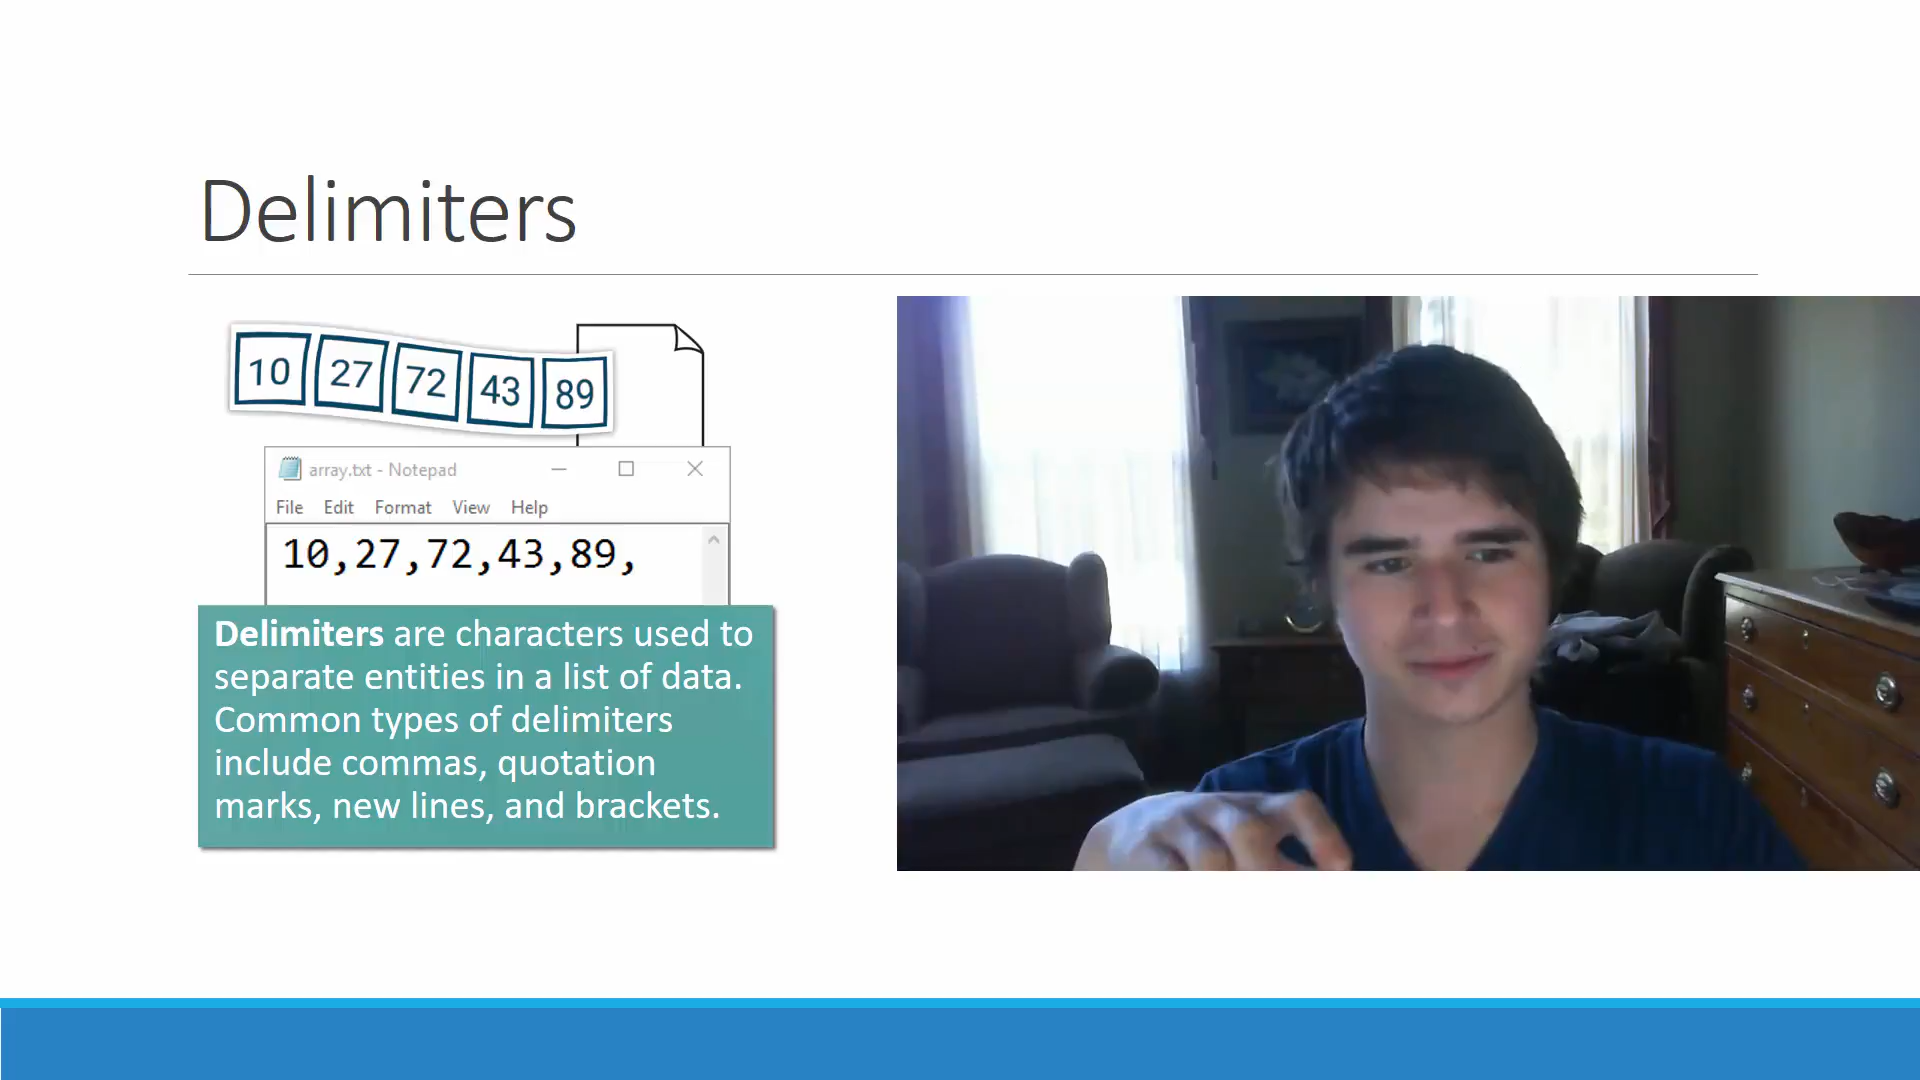 Delimiters
10 27 72 43 89
array.txt - Notepad
File Edit Format View Help
10,27,72,43,89,
Delimiters are characters used to
separate entities in a list of data.
Common types of delimiters
include commas, quotation
marks, new lines, and brackets.